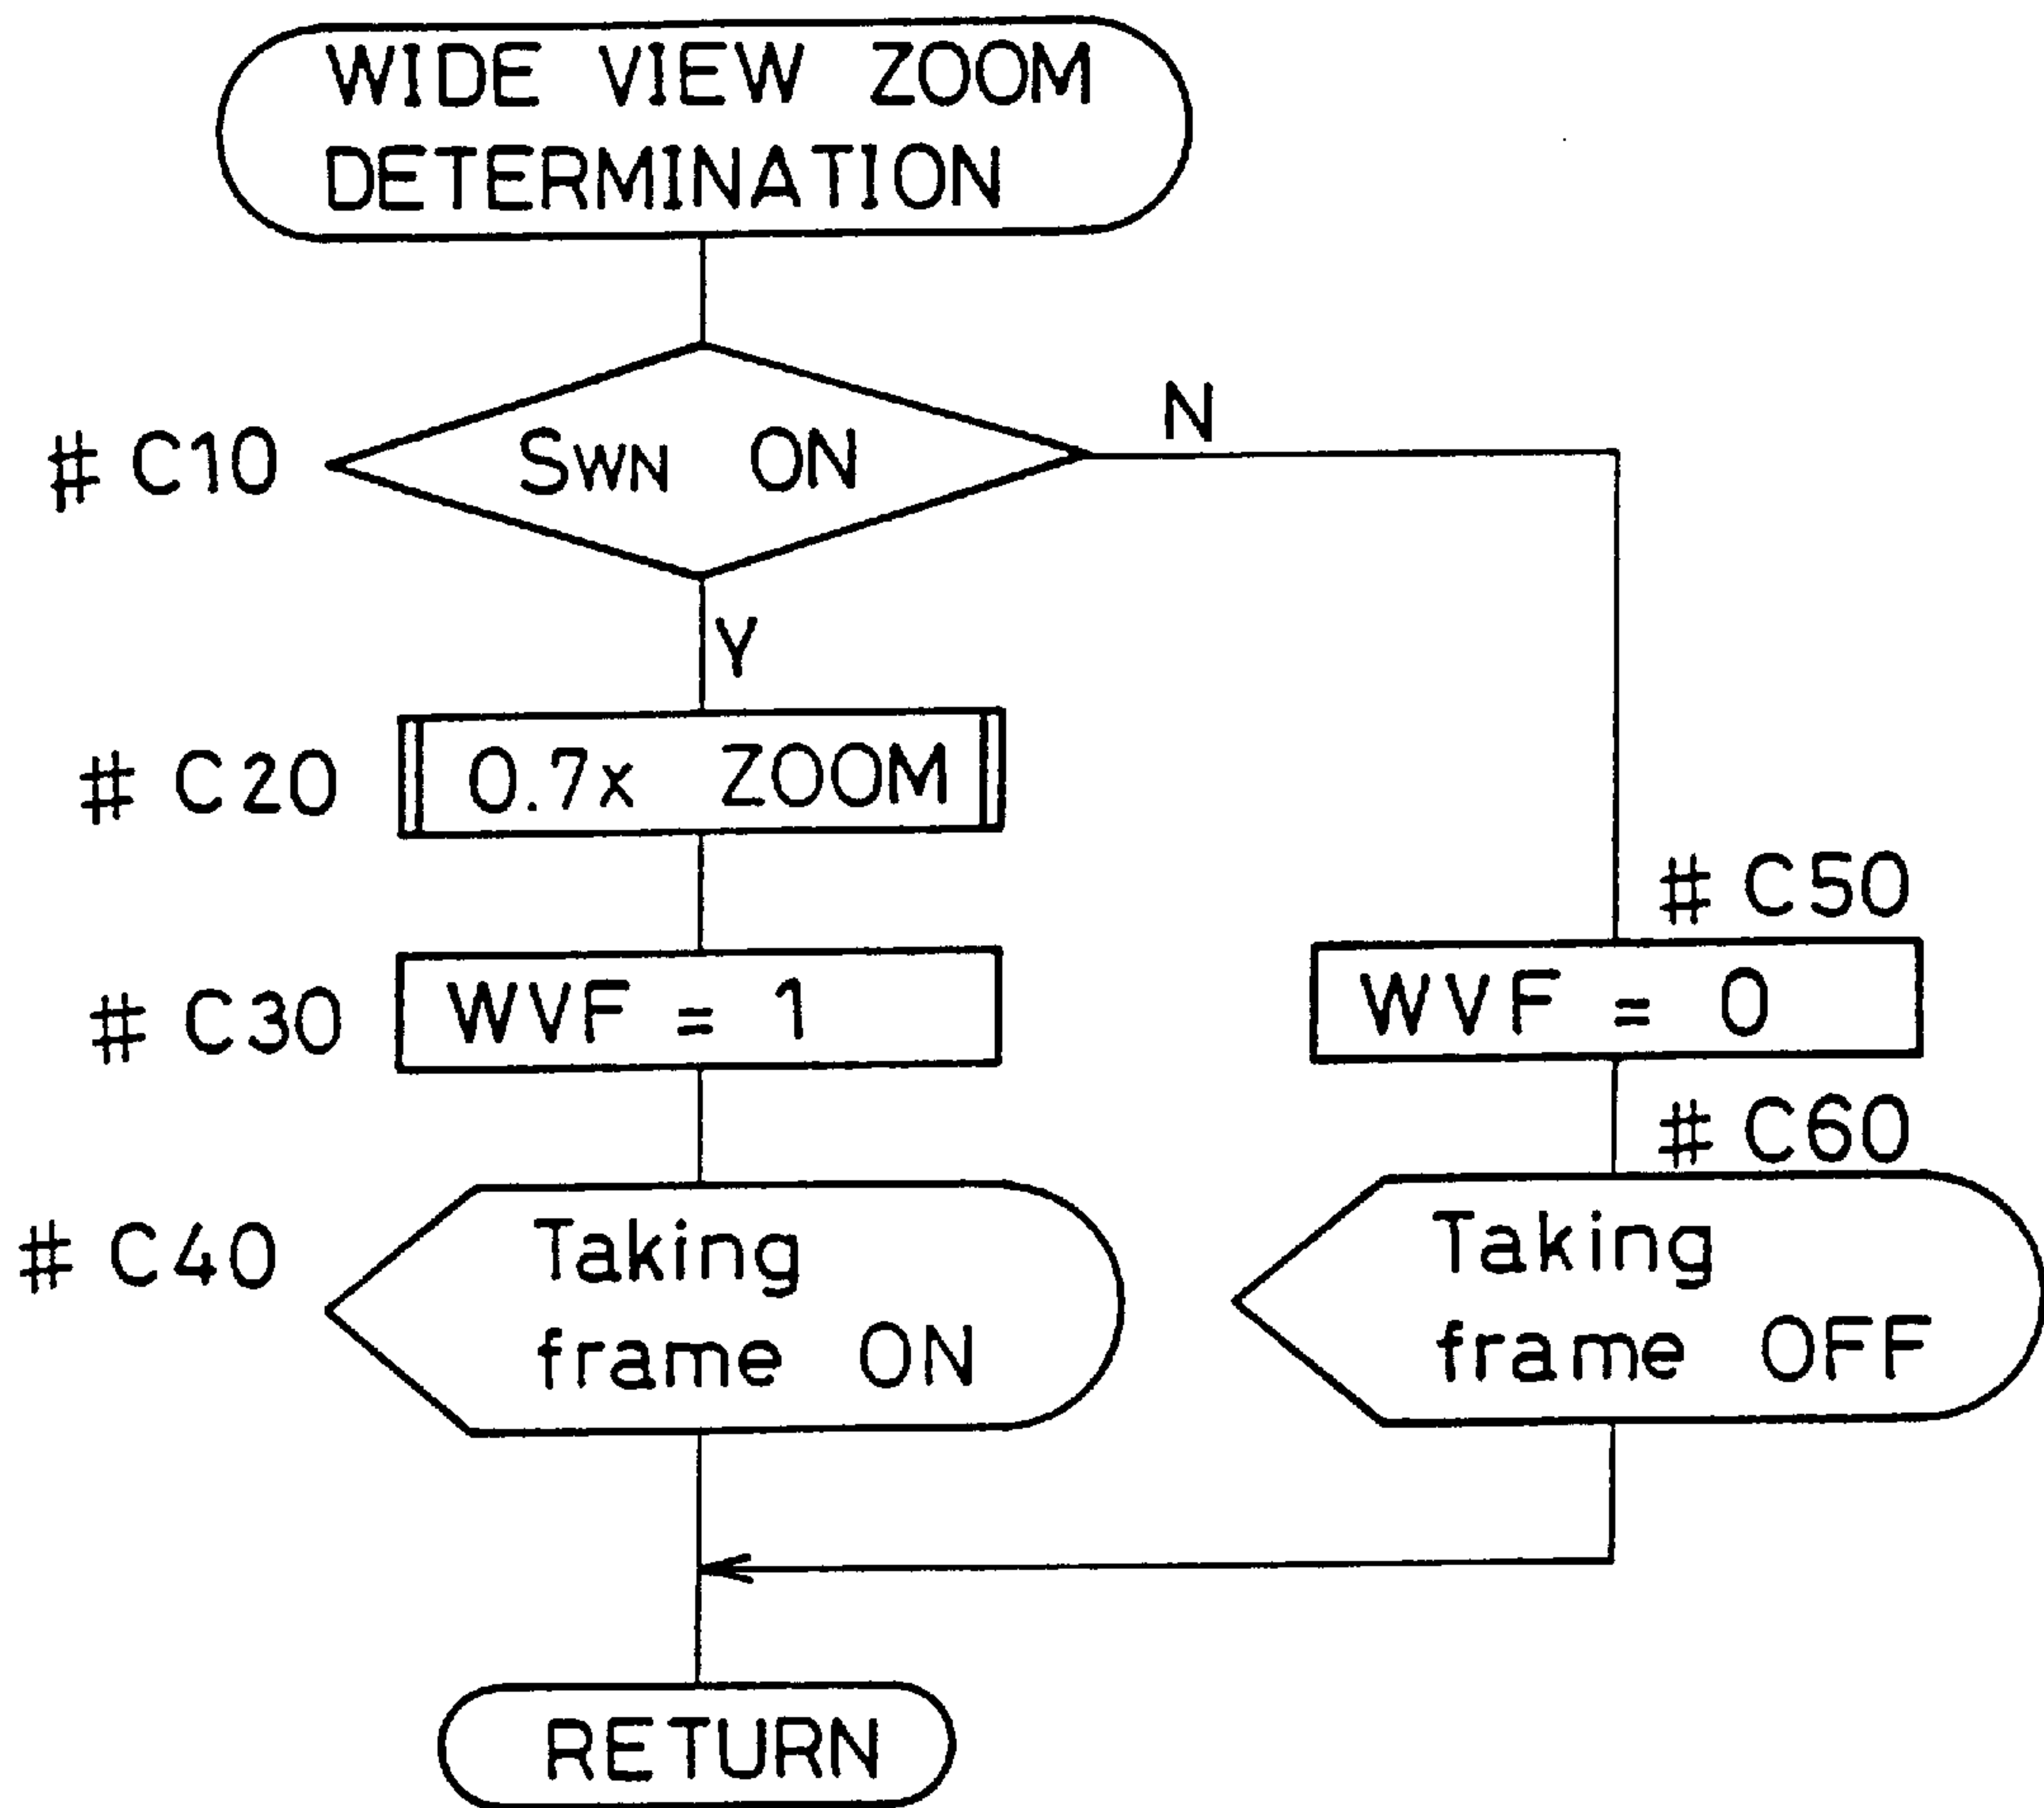 WIDE VIEW ZOOM
DETERMINATION
# C10
SWN ON
N
Y
# C20
0.7x ZOOM
# C30
WVF = 1
# C50
WVF = 0
# C40
Taking
frame ON
# C60
Taking
frame OFF
RETURN